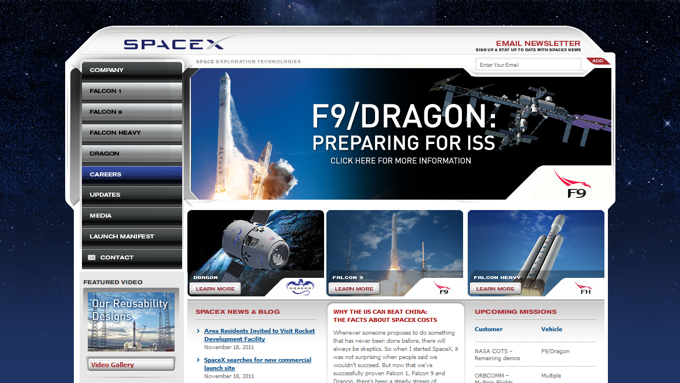 SPACEX
EMAIL NEWSLETTER
SIGN UP & STAY UP TO DATE WITH SPACEX NEWS
SPACE EXPLORATION TECHNOLOGIES
Enter Your Email
ADD
COMPANY
FALCON 1
FALCON 9
FALCON HEAVY
DRAGON
CAREERS
UPDATES
MEDIA
LAUNCH MANIFEST
CONTACT
F9/DRAGON:
PREPARING FOR ISS
CLICK HERE FOR MORE INFORMATION
F9
DRAGON
LEARN MORE
DRAGON
FALCON 9
LEARN MORE
F9
FALCON HEAVY
LEARN MORE
FH
FEATURED VIDEO
Our Reusability
Designs
Video Gallery
SPACEX NEWS & BLOG
Area Residents Invited to Visit Rocket
Development Facility
November 18, 2011
SpaceX searches for new commercial
launch site
November 18, 2011
WHY THE US CAN BEAT CHINA:
THE FACTS ABOUT SPACEX COSTS
Whenever someone proposes to do something
that has never been done before, there will
always be skeptics. So when I started SpaceX, it
was not surprising when people said we
wouldn't succeed. But now that we've
successfully proven Falcon 1, Falcon 9 and
Dragon, there's been a steady stream of
UPCOMING MISSIONS
Customer Vehicle
NASA COTS – F9/Dragon
Remaining demos
ORBCOMM – Multiple
Multiple Flights